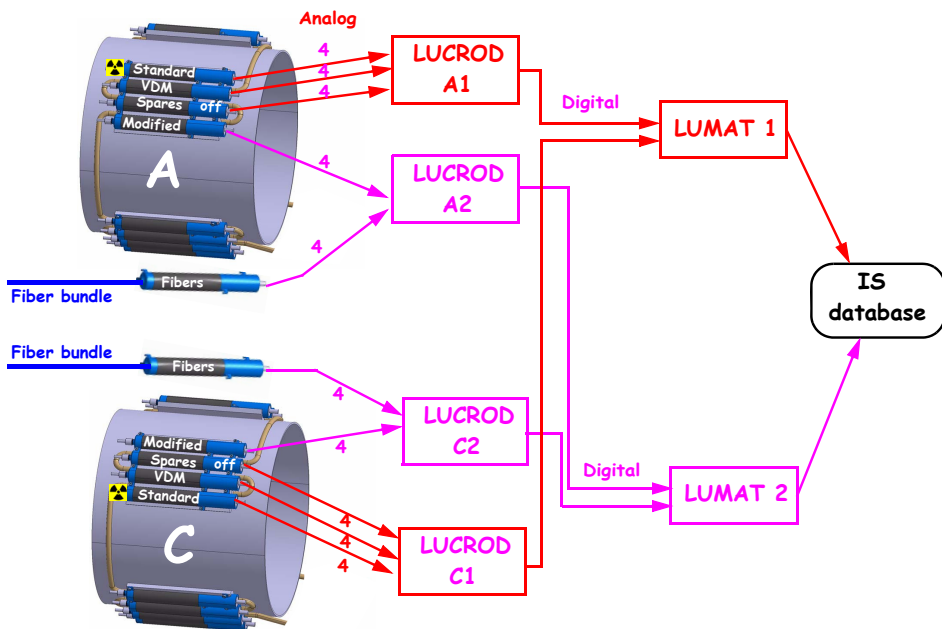 Analog
4
4
4
Standard
VDM
Spares off
Modified
A
LUCROD
A1
Digital
LUMAT 1
4
LUCROD
A2
4
Fibers
Fiber bundle
IS
database
Fiber bundle
Fibers
4
LUCROD
C2
4
Modified
Spares off
VDM
Standard
C
Digital
LUMAT 2
4
4
4
LUCROD
C1